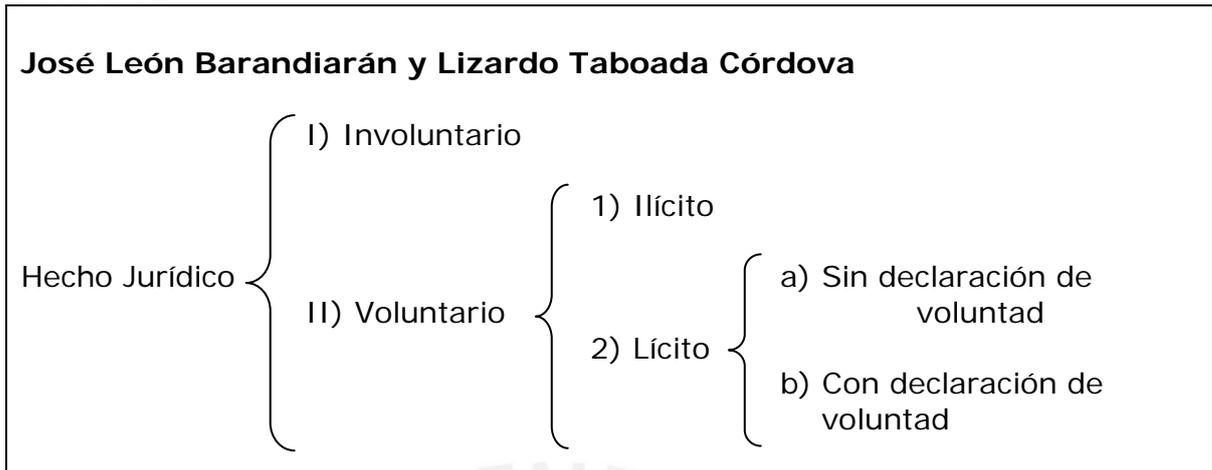 José León Barandiarán y Lizardo Taboada Córdova
I) Involuntario
1) Ilícito
Hecho Jurídico
II) Voluntario
2) Lícito
a) Sin declaración de
voluntad
b) Con declaración de
voluntad